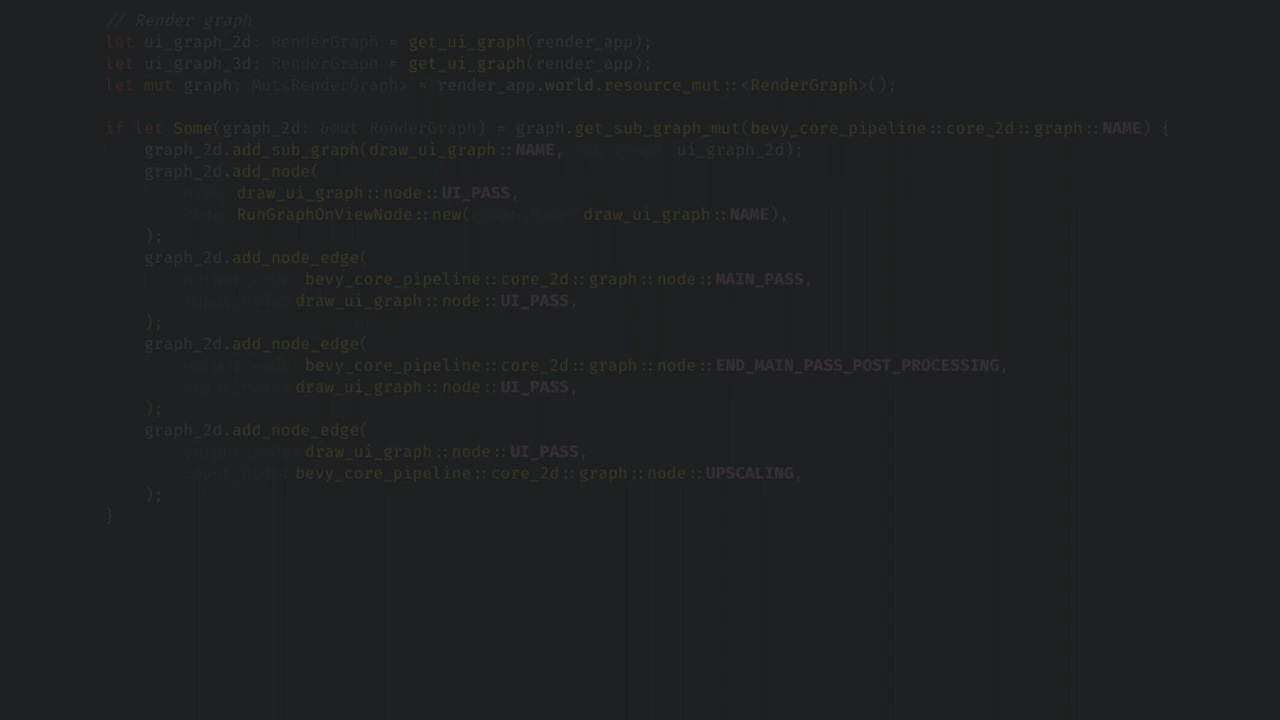 // Render graph
let ui_graph_2d: RenderGraph = get_ui_graph(render_app);
let ui_graph_3d: RenderGraph = get_ui_graph(render_app);
let mut graph: Mut<RenderGraph> = render_app.world.resource_mut::<RenderGraph>();
if let Some(graph_2d: &mut RenderGraph) = graph.get_sub_graph_mut(bevy_core_pipeline::core_2d::graph::NAME) {
graph_2d.add_sub_graph(draw_ui_graph::NAME, ui_graph_2d);
graph_2d.add_node(
draw_ui_graph::node::UI_PASS,
RunGraphOnViewNode::new( draw_ui_graph::NAME),
);
graph_2d.add_node_edge(
bevy_core_pipeline::core_2d::graph::node::MAIN_PASS,
draw_ui_graph::node::UI_PASS,
);
graph_2d.add_node_edge(
bevy_core_pipeline::core_2d::graph::node::END_MAIN_PASS_POST_PROCESSING,
draw_ui_graph::node::UI_PASS,
);
graph_2d.add_node_edge(
draw_ui_graph::node::UI_PASS,
bevy_core_pipeline::core_2d::graph::node::UPSCALING,
);
}